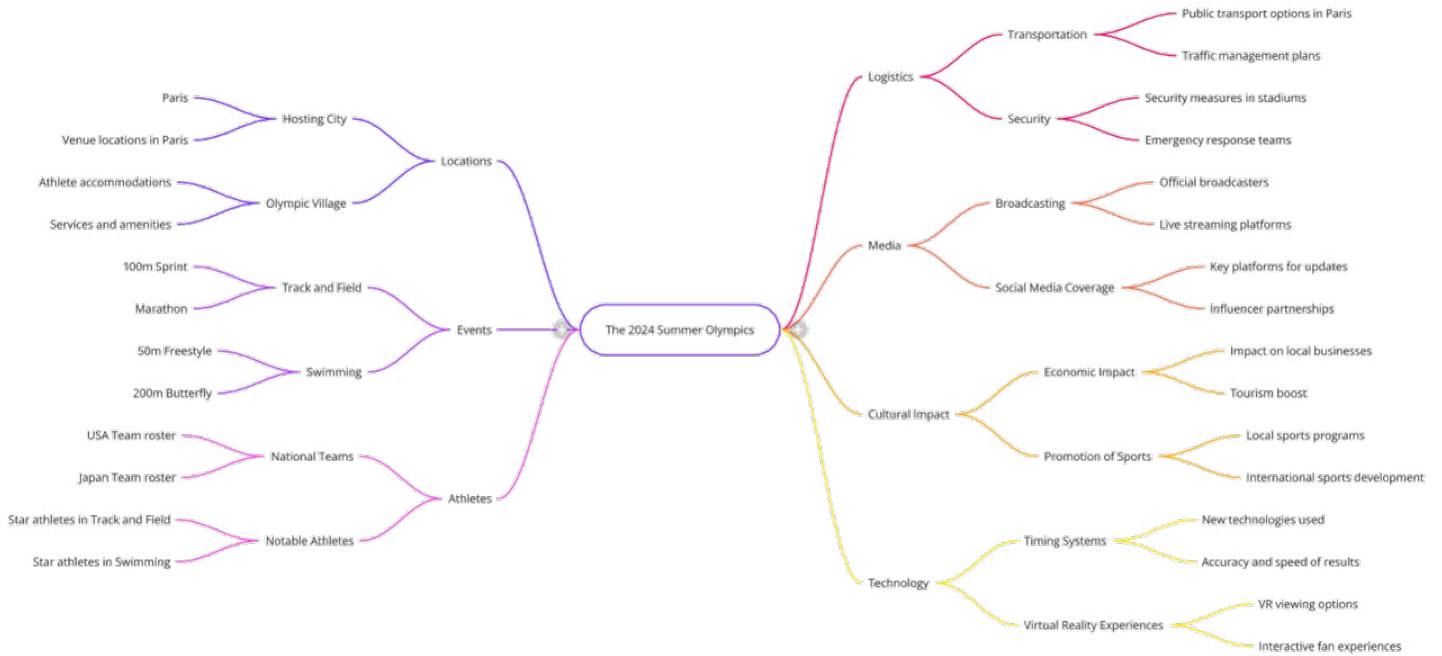 The 2024 Summer Olympics
Locations
Hosting City
Paris
Venue locations in Paris
Olympic Village
Athlete accommodations
Services and amenities
Events
Track and Field
100m Sprint
Marathon
Swimming
50m Freestyle
200m Butterfly
Athletes
National Teams
USA Team roster
Japan Team roster
Notable Athletes
Star athletes in Track and Field
Star athletes in Swimming
Logistics
Transportation
Public transport options in Paris
Traffic management plans
Security
Security measures in stadiums
Emergency response teams
Media
Broadcasting
Official broadcasters
Live streaming platforms
Social Media Coverage
Key platforms for updates
Influencer partnerships
Cultural Impact
Economic Impact
Impact on local businesses
Tourism boost
Promotion of Sports
Local sports programs
International sports development
Technology
Timing Systems
New technologies used
Accuracy and speed of results
Virtual Reality Experiences
VR viewing options
Interactive fan experiences